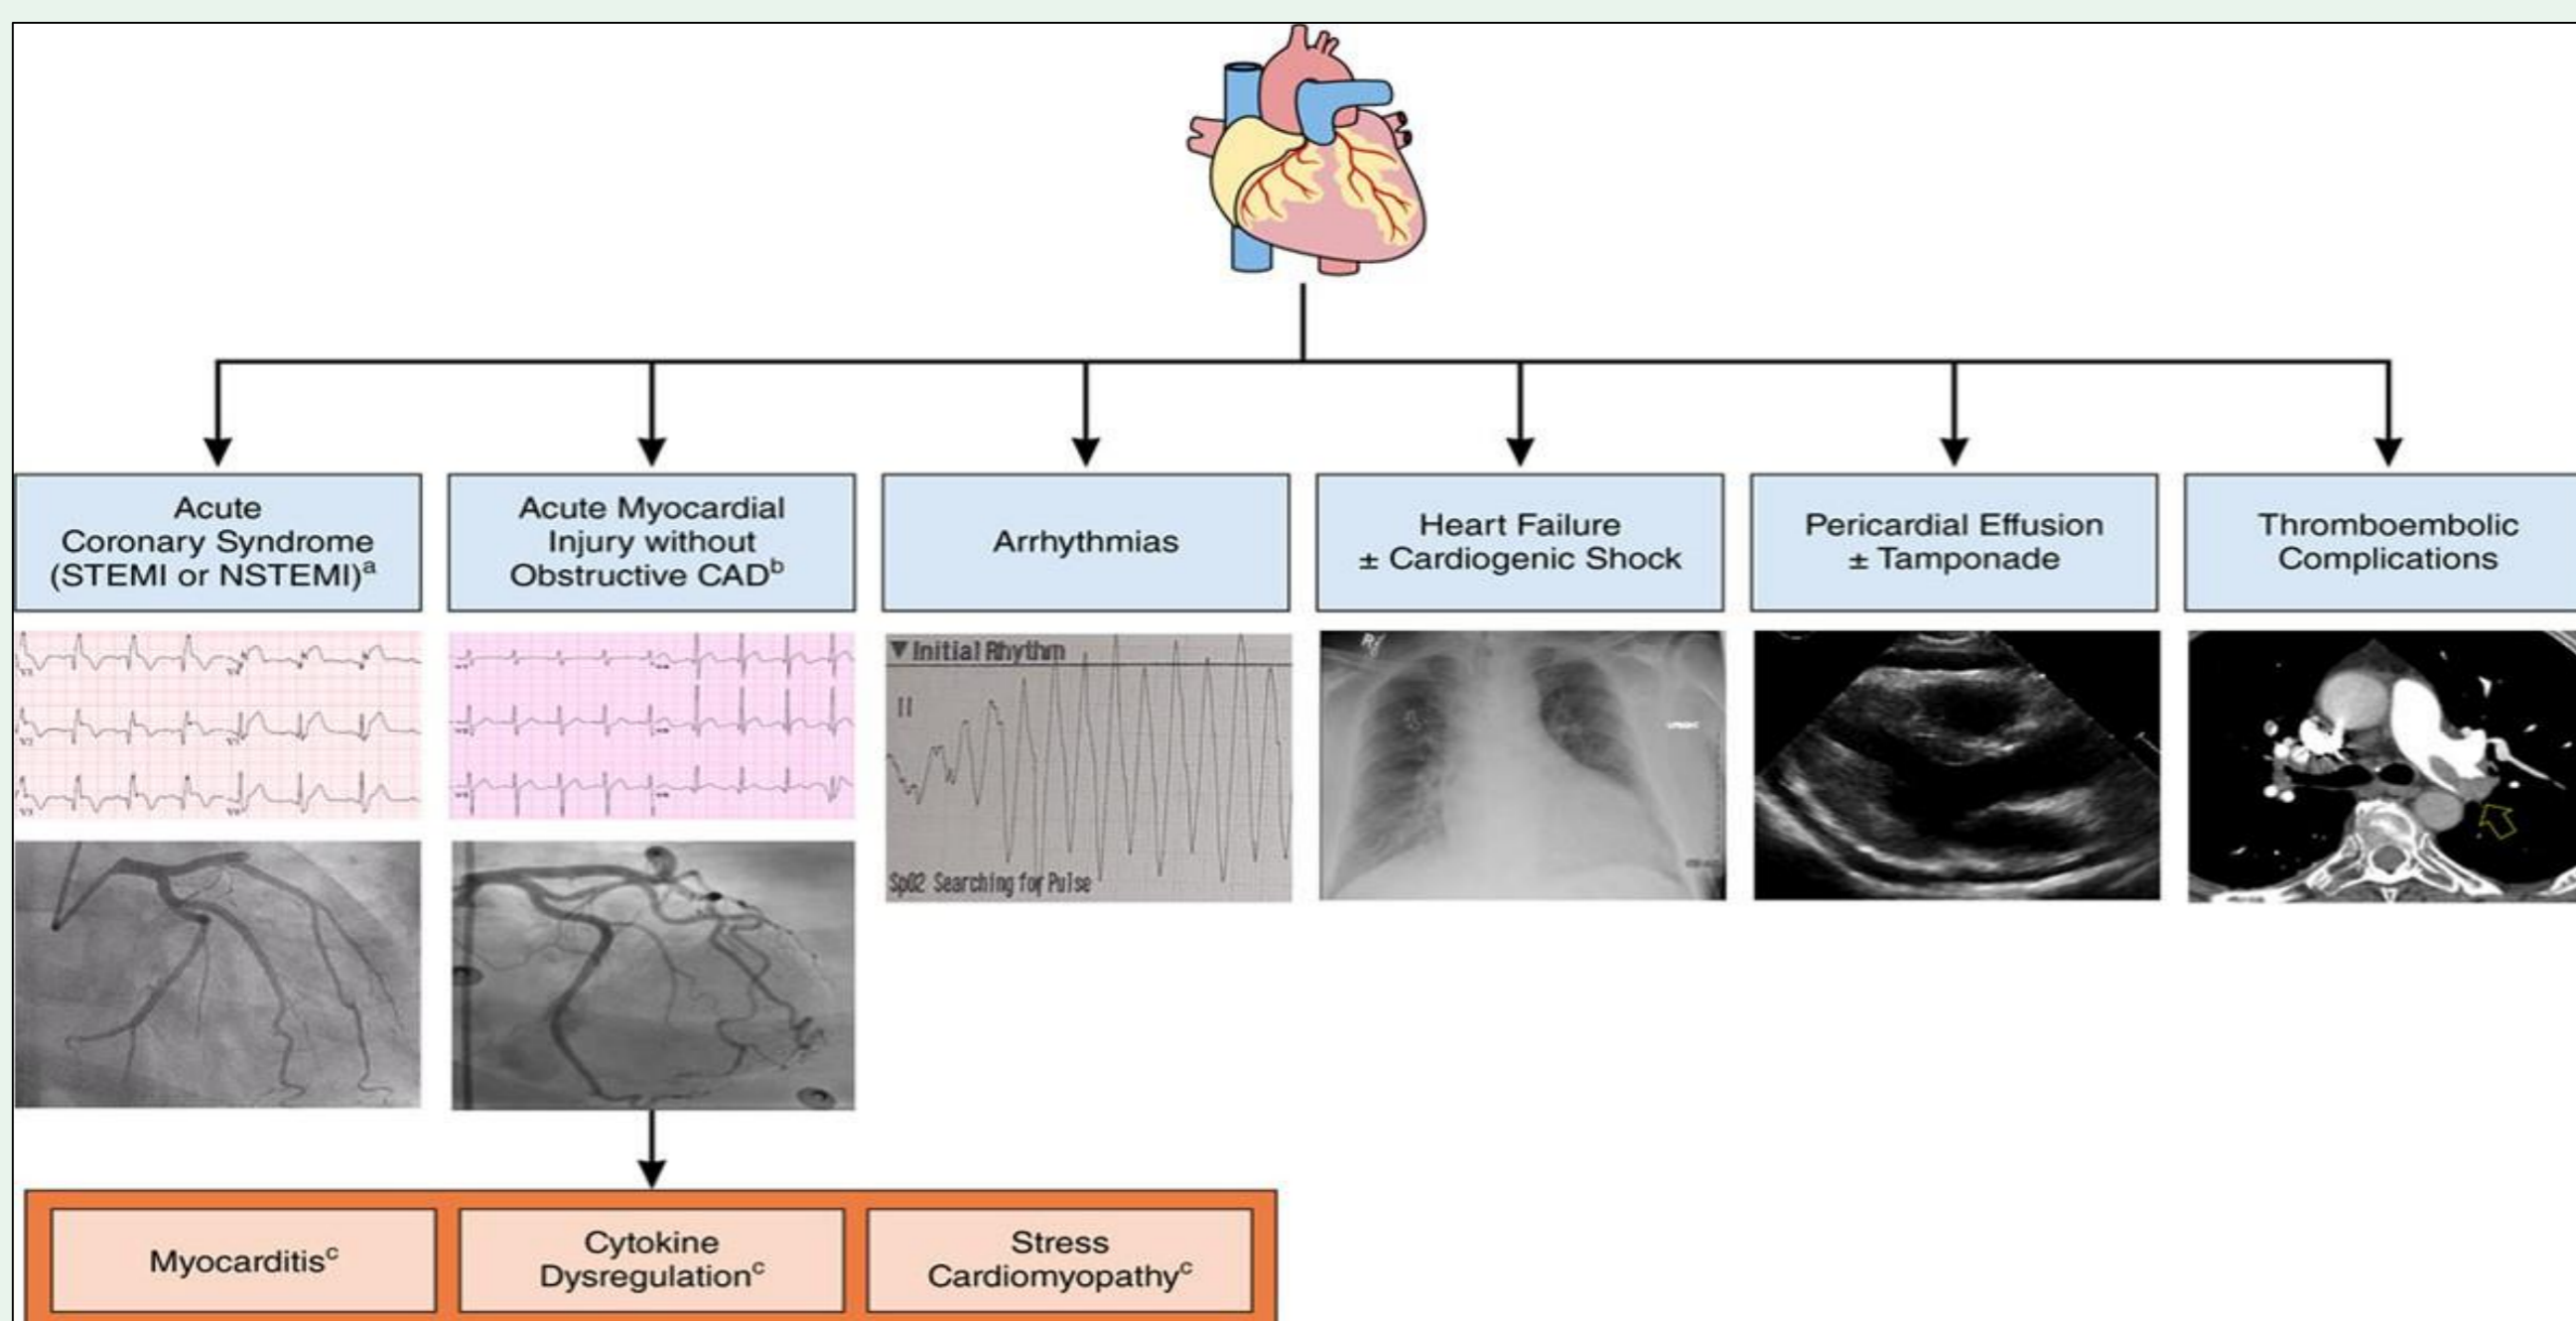 Acute
Coronary Syndrome
(STEMI or NSTEMI)a
Acute Myocardial
Injury without
Obstructive CADb
Arrhythmias
Heart Failure
± Cardiogenic Shock
Pericardial Effusion
± Tamponade
Thromboembolic
Complications
Initial Rhythm
II
SpO2 Searching for Pulse
Myocarditisc
Cytokine
Dysregulationc
Stress
Cardiomyopathyc